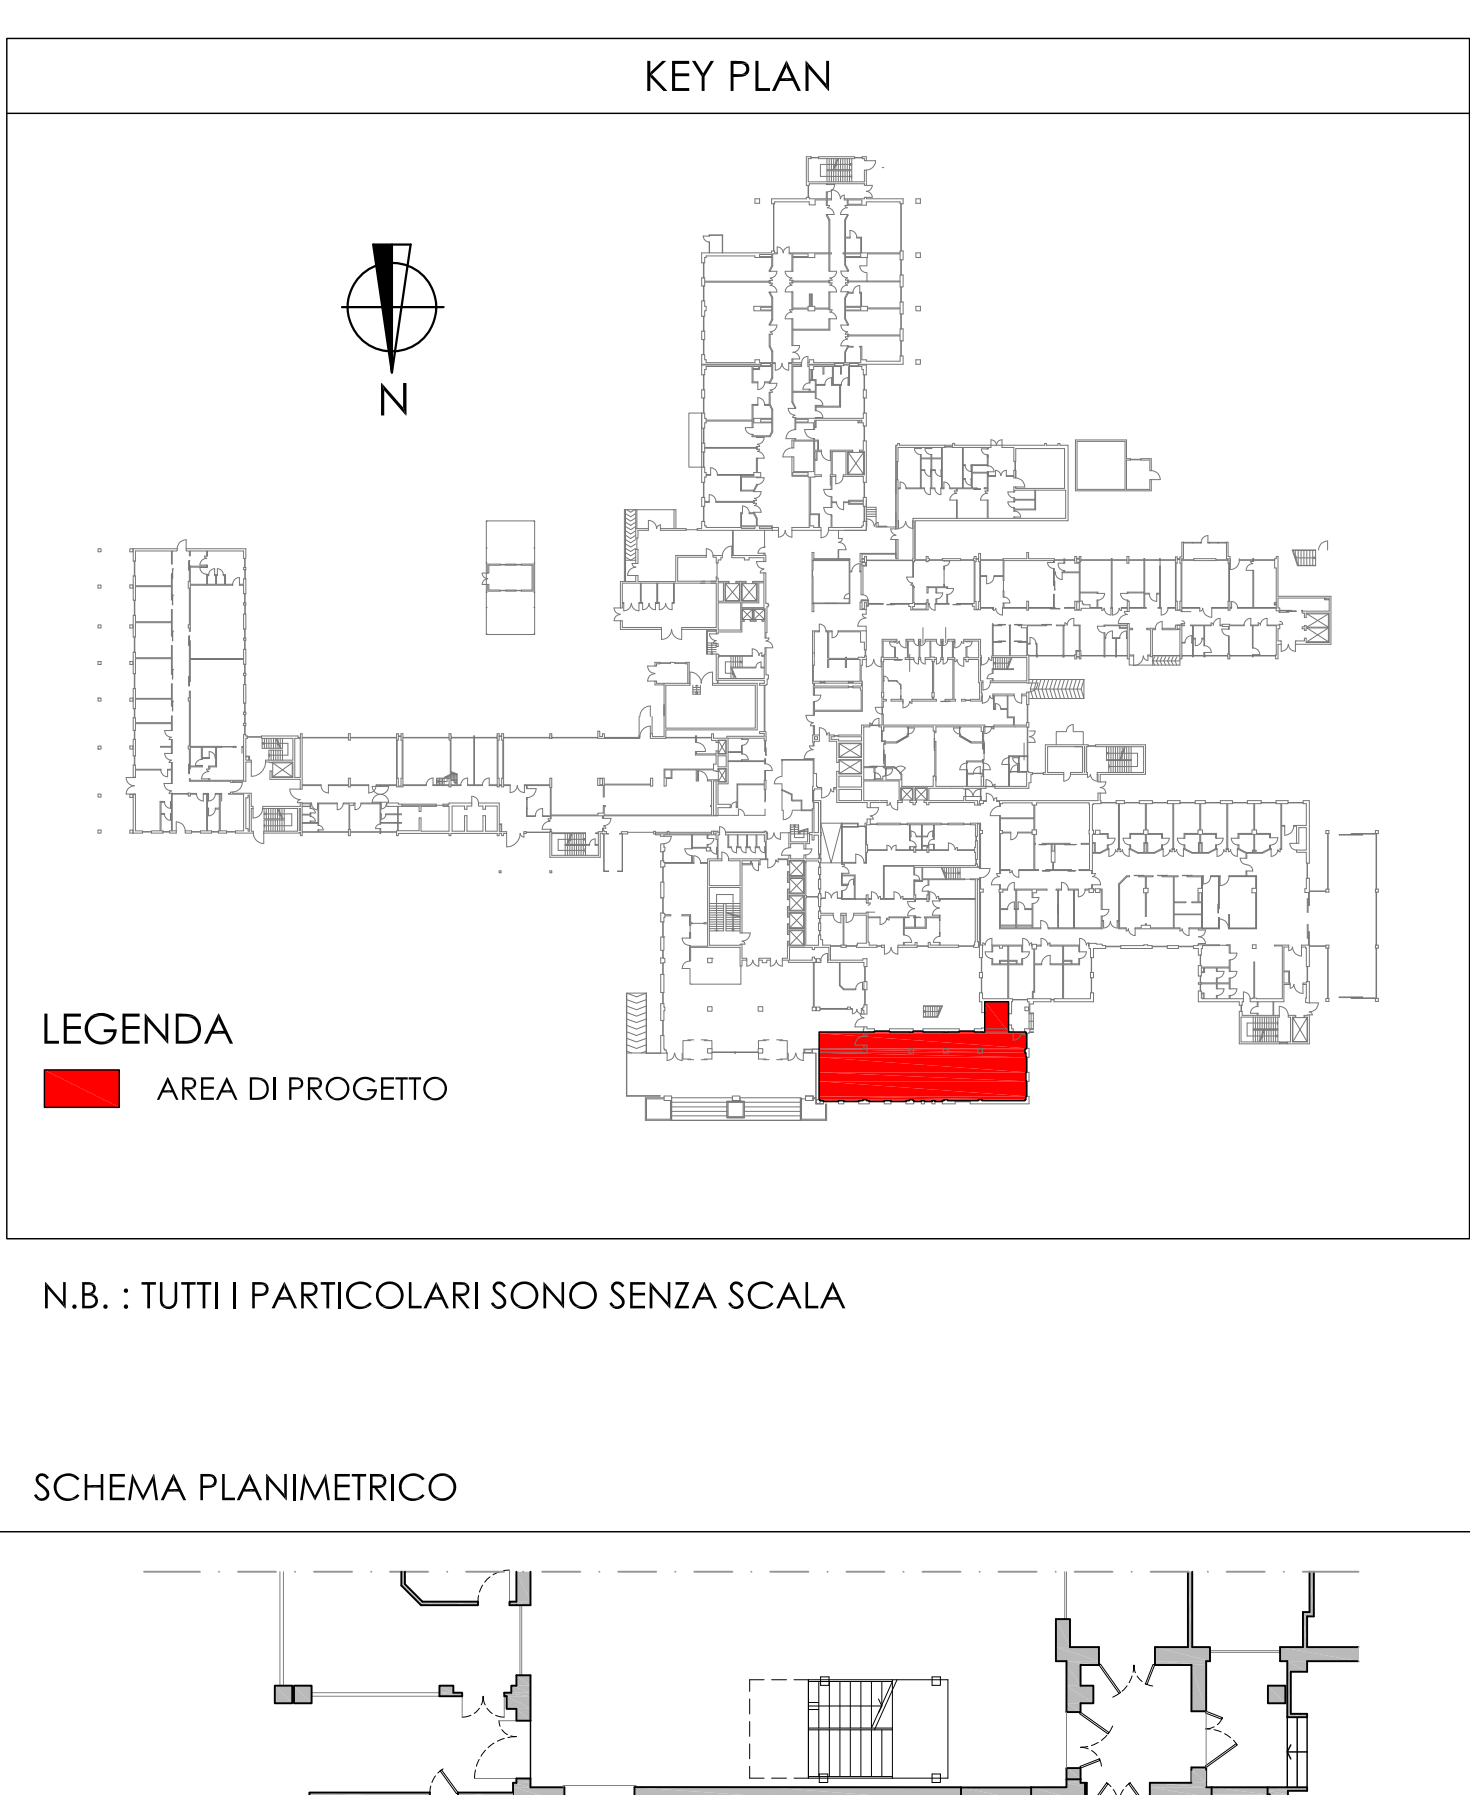 KEY PLAN
N
LEGENDA
AREA DI PROGETTO
N.B. : TUTTI I PARTICOLARI SONO SENZA SCALA
SCHEMA PLANIMETRICO